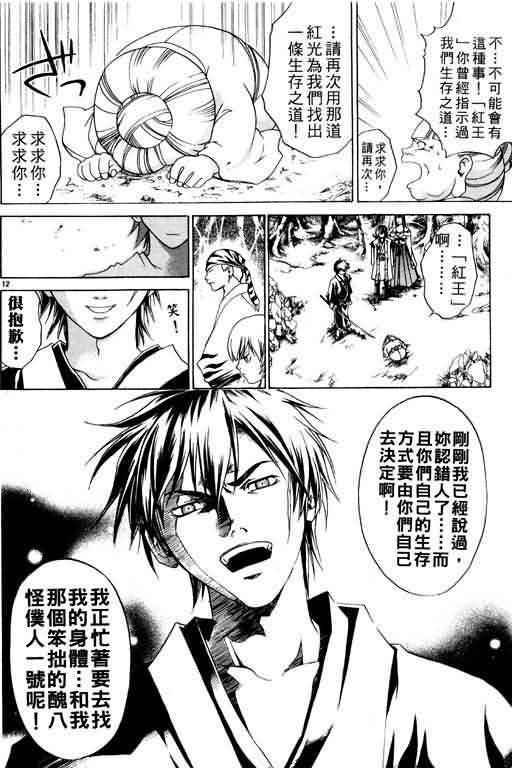 不…不可能會有
這種事！「紅王
」你曾經指示過
我們生存之道…
求求你，
請再次…
…請再次用那道
紅光為我們找出
一條生存之道！
求求你…
求求你…
…「紅王」
啊……
笑！
12
很抱歉…
剛剛我已經說過，
妳認錯人了……而
且你們自己的生存
方式要由你們自己
去決定啊！
我正忙著要去找
我的身體…和我
那個笨拙的醜八
怪僕人一號呢！